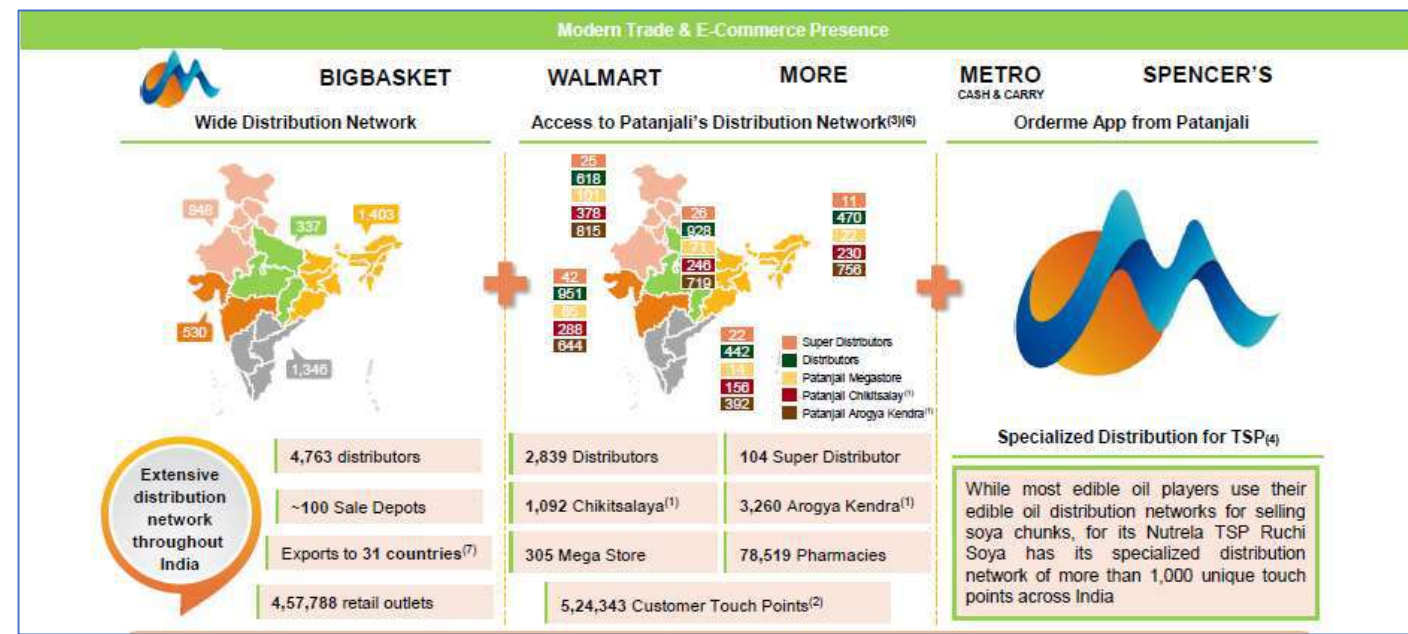 Modern Trade & E-Commerce Presence
BIGBASKET
WALMART
MORE
METRO
CASH & CARRY
SPENCER'S
Wide Distribution Network
848
337
1,403
530
1,346
Extensive
distribution
network
throughout
India
4,763 distributors
~100 Sale Depots
Exports to 31 countries(7)
4,57,788 retail outlets
Access to Patanjali's Distribution Network(3)(6)
25
618
101
378
815
26
928
71
246
719
11
470
230
756
42
951
288
644
22
442
14
156
392
Super Distributors
Distributors
Patanjali Megastore
Patanjali Chikitsalay(1)
Patanjali Arogya Kendra(1)
2,839 Distributors
104 Super Distributor
1,092 Chikitsalaya(1)
3,260 Arogya Kendra(1)
305 Mega Store
78,519 Pharmacies
5,24,343 Customer Touch Points(2)
Orderme App from Patanjali
Specialized Distribution for TSP(4)
While most edible oil players use their
edible oil distribution networks for selling
soya chunks, for its Nutrela TSP Ruchi
Soya has its specialized distribution
network of more than 1,000 unique touch
points across India